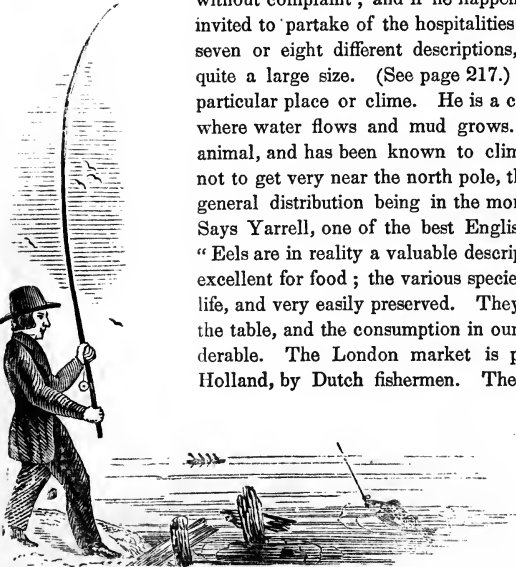 without complaint ; and if he happen
invited to partake of the hospitalities
seven or eight different descriptions,
quite a large size. (See page 217.)
particular place or clime. He is a c
where water flows and mud grows.
animal, and has been known to clim
not to get very near the north pole, th
general distribution being in the mor
Says Yarrell, one of the best Englis
“ Eels are in reality a valuable descrip
excellent for food ; the various specie
life, and very easily preserved. They
the table, and the consumption in our
derable. The London market is p
Holland, by Dutch fishermen. The